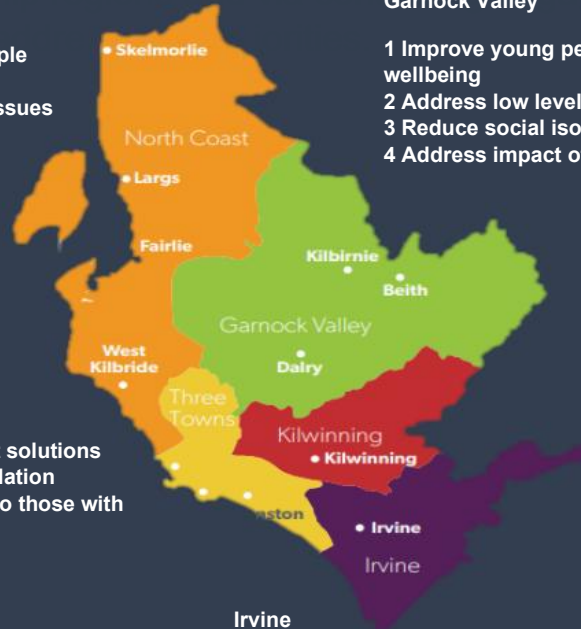 Garnock Valley
ple
ssues
1 Improve young pe
wellbeing
2 Address low level
3 Reduce social iso
4 Address impact o
Skelmorlie
North Coast
Largs
Fairlie
Kilbirnie
Beith
Garnock Valley
Dalry
West
Kilbride
Three
Towns
Kilwinning
Kilwinning
solutions
lation
o those with
nston
Irvine
Irvine
Irvine